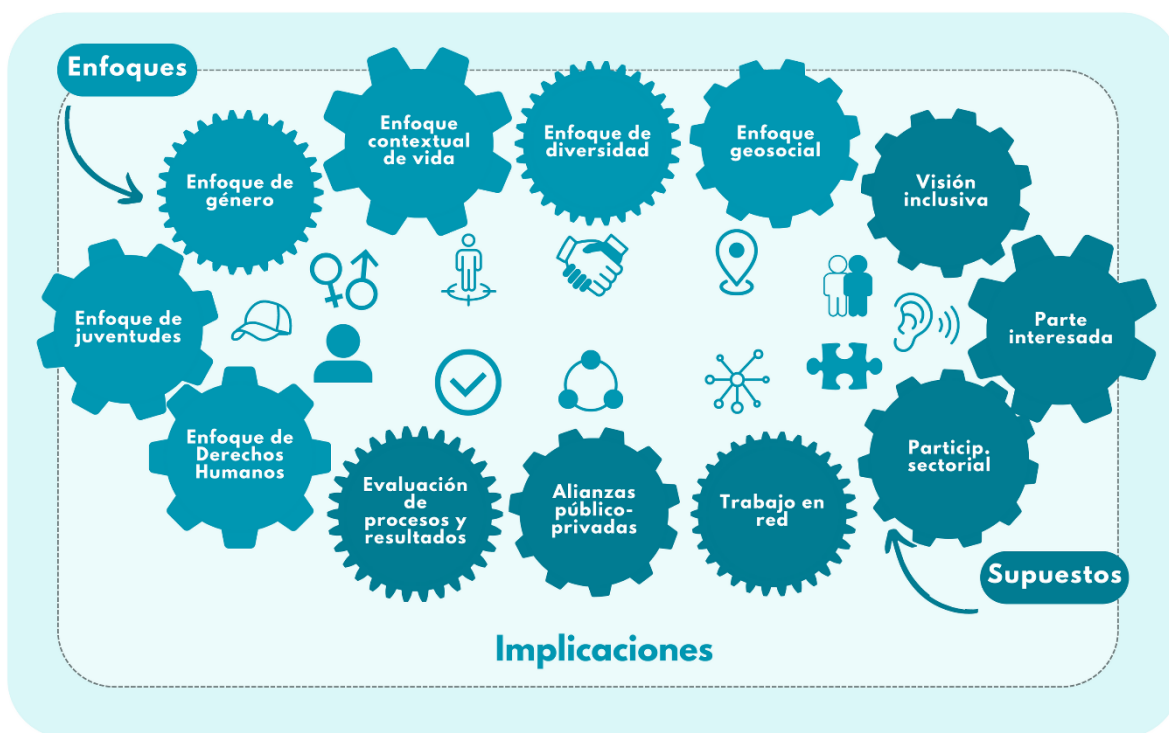 Enfoques
Enfoque
contextual
de vida
Enfoque de
diversidad
Enfoque
geosocial
Enfoque de
género
Visión
inclusiva
Enfoque de
juventudes
Parte
interesada
Enfoque de
Derechos
Humanos
Particip.
sectorial
Evaluación
de
procesos y
resultados
Alianzas
público-
privadas
Trabajo en
red
Supuestos
Implicaciones